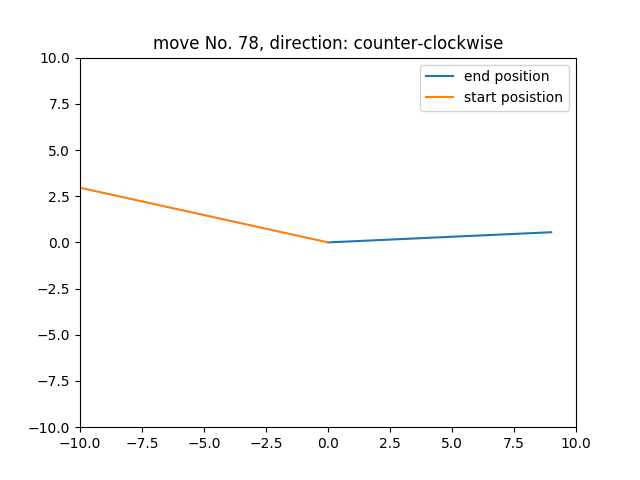 move No. 78, direction: counter-clockwise
end position
start posistion
10.0
7.5
5.0
2.5
0.0
−2.5
−5.0
−7.5
−10.0
−10.0 −7.5 −5.0 −2.5 0.0 2.5 5.0 7.5 10.0